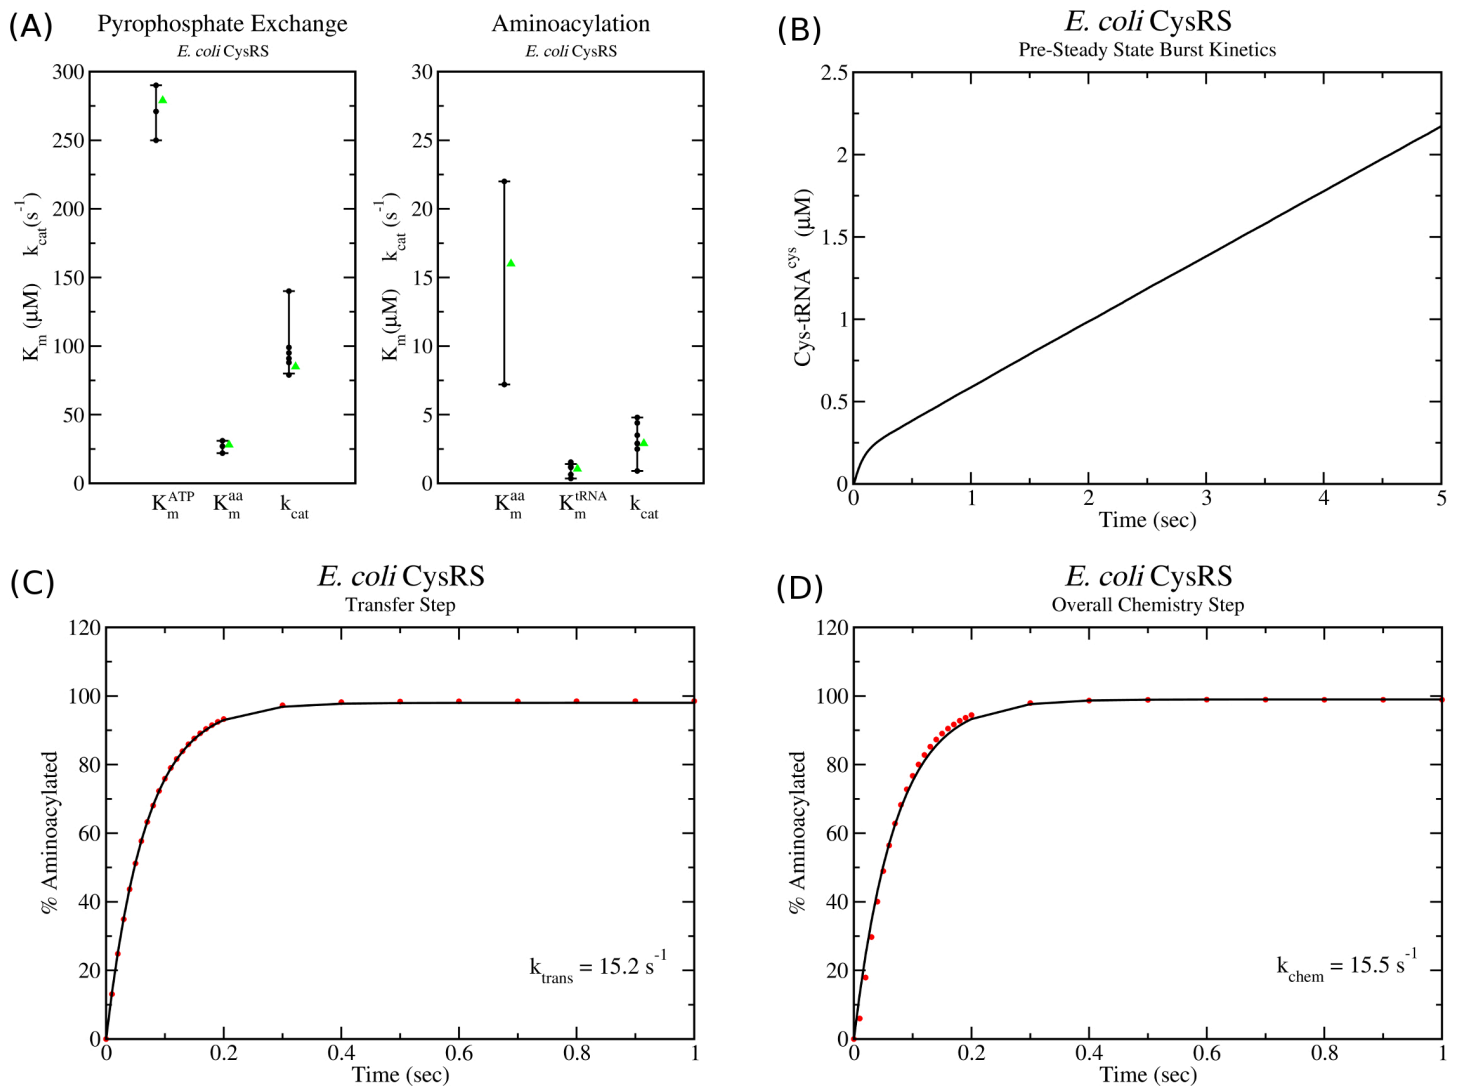 (A)
Pyrophosphate Exchange
E. coli CysRS
300
250
200
150
100
50
0
K_m (µM) k_cat(s^-1)
K_m^ATP K_m^aa k_cat
Aminoacylation
E. coli CysRS
30
25
20
15
10
5
0
K_m(µM) k_cat (s^-1)
K_m^aa K_m^tRNA k_cat
(B)
E. coli CysRS
Pre-Steady State Burst Kinetics
2.5
2
1.5
1
0.5
0
Cys-tRNA^cys (µM)
0 1 2 3 4 5
Time (sec)
(C)
E. coli CysRS
Transfer Step
120
100
80
60
40
20
0
% Aminoacylated
k_trans = 15.2 s^-1
0 0.2 0.4 0.6 0.8 1
Time (sec)
(D)
E. coli CysRS
Overall Chemistry Step
120
100
80
60
40
20
0
% Aminoacylated
k_chem = 15.5 s^-1
0 0.2 0.4 0.6 0.8 1
Time (sec)